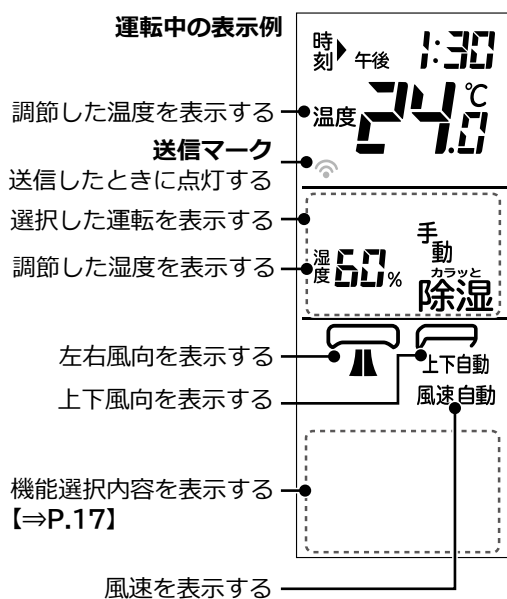 運転中の表示例
時刻 午後 1:30
調節した温度を表示する
温度 24.0 ℃
送信マーク
送信したときに点灯する
選択した運転を表示する
手動
調節した湿度を表示する
湿度 60 %
カラッと
除湿
左右風向を表示する
上下自動
上下風向を表示する
風速自動
機能選択内容を表示する
【⇒P.17】
風速を表示する